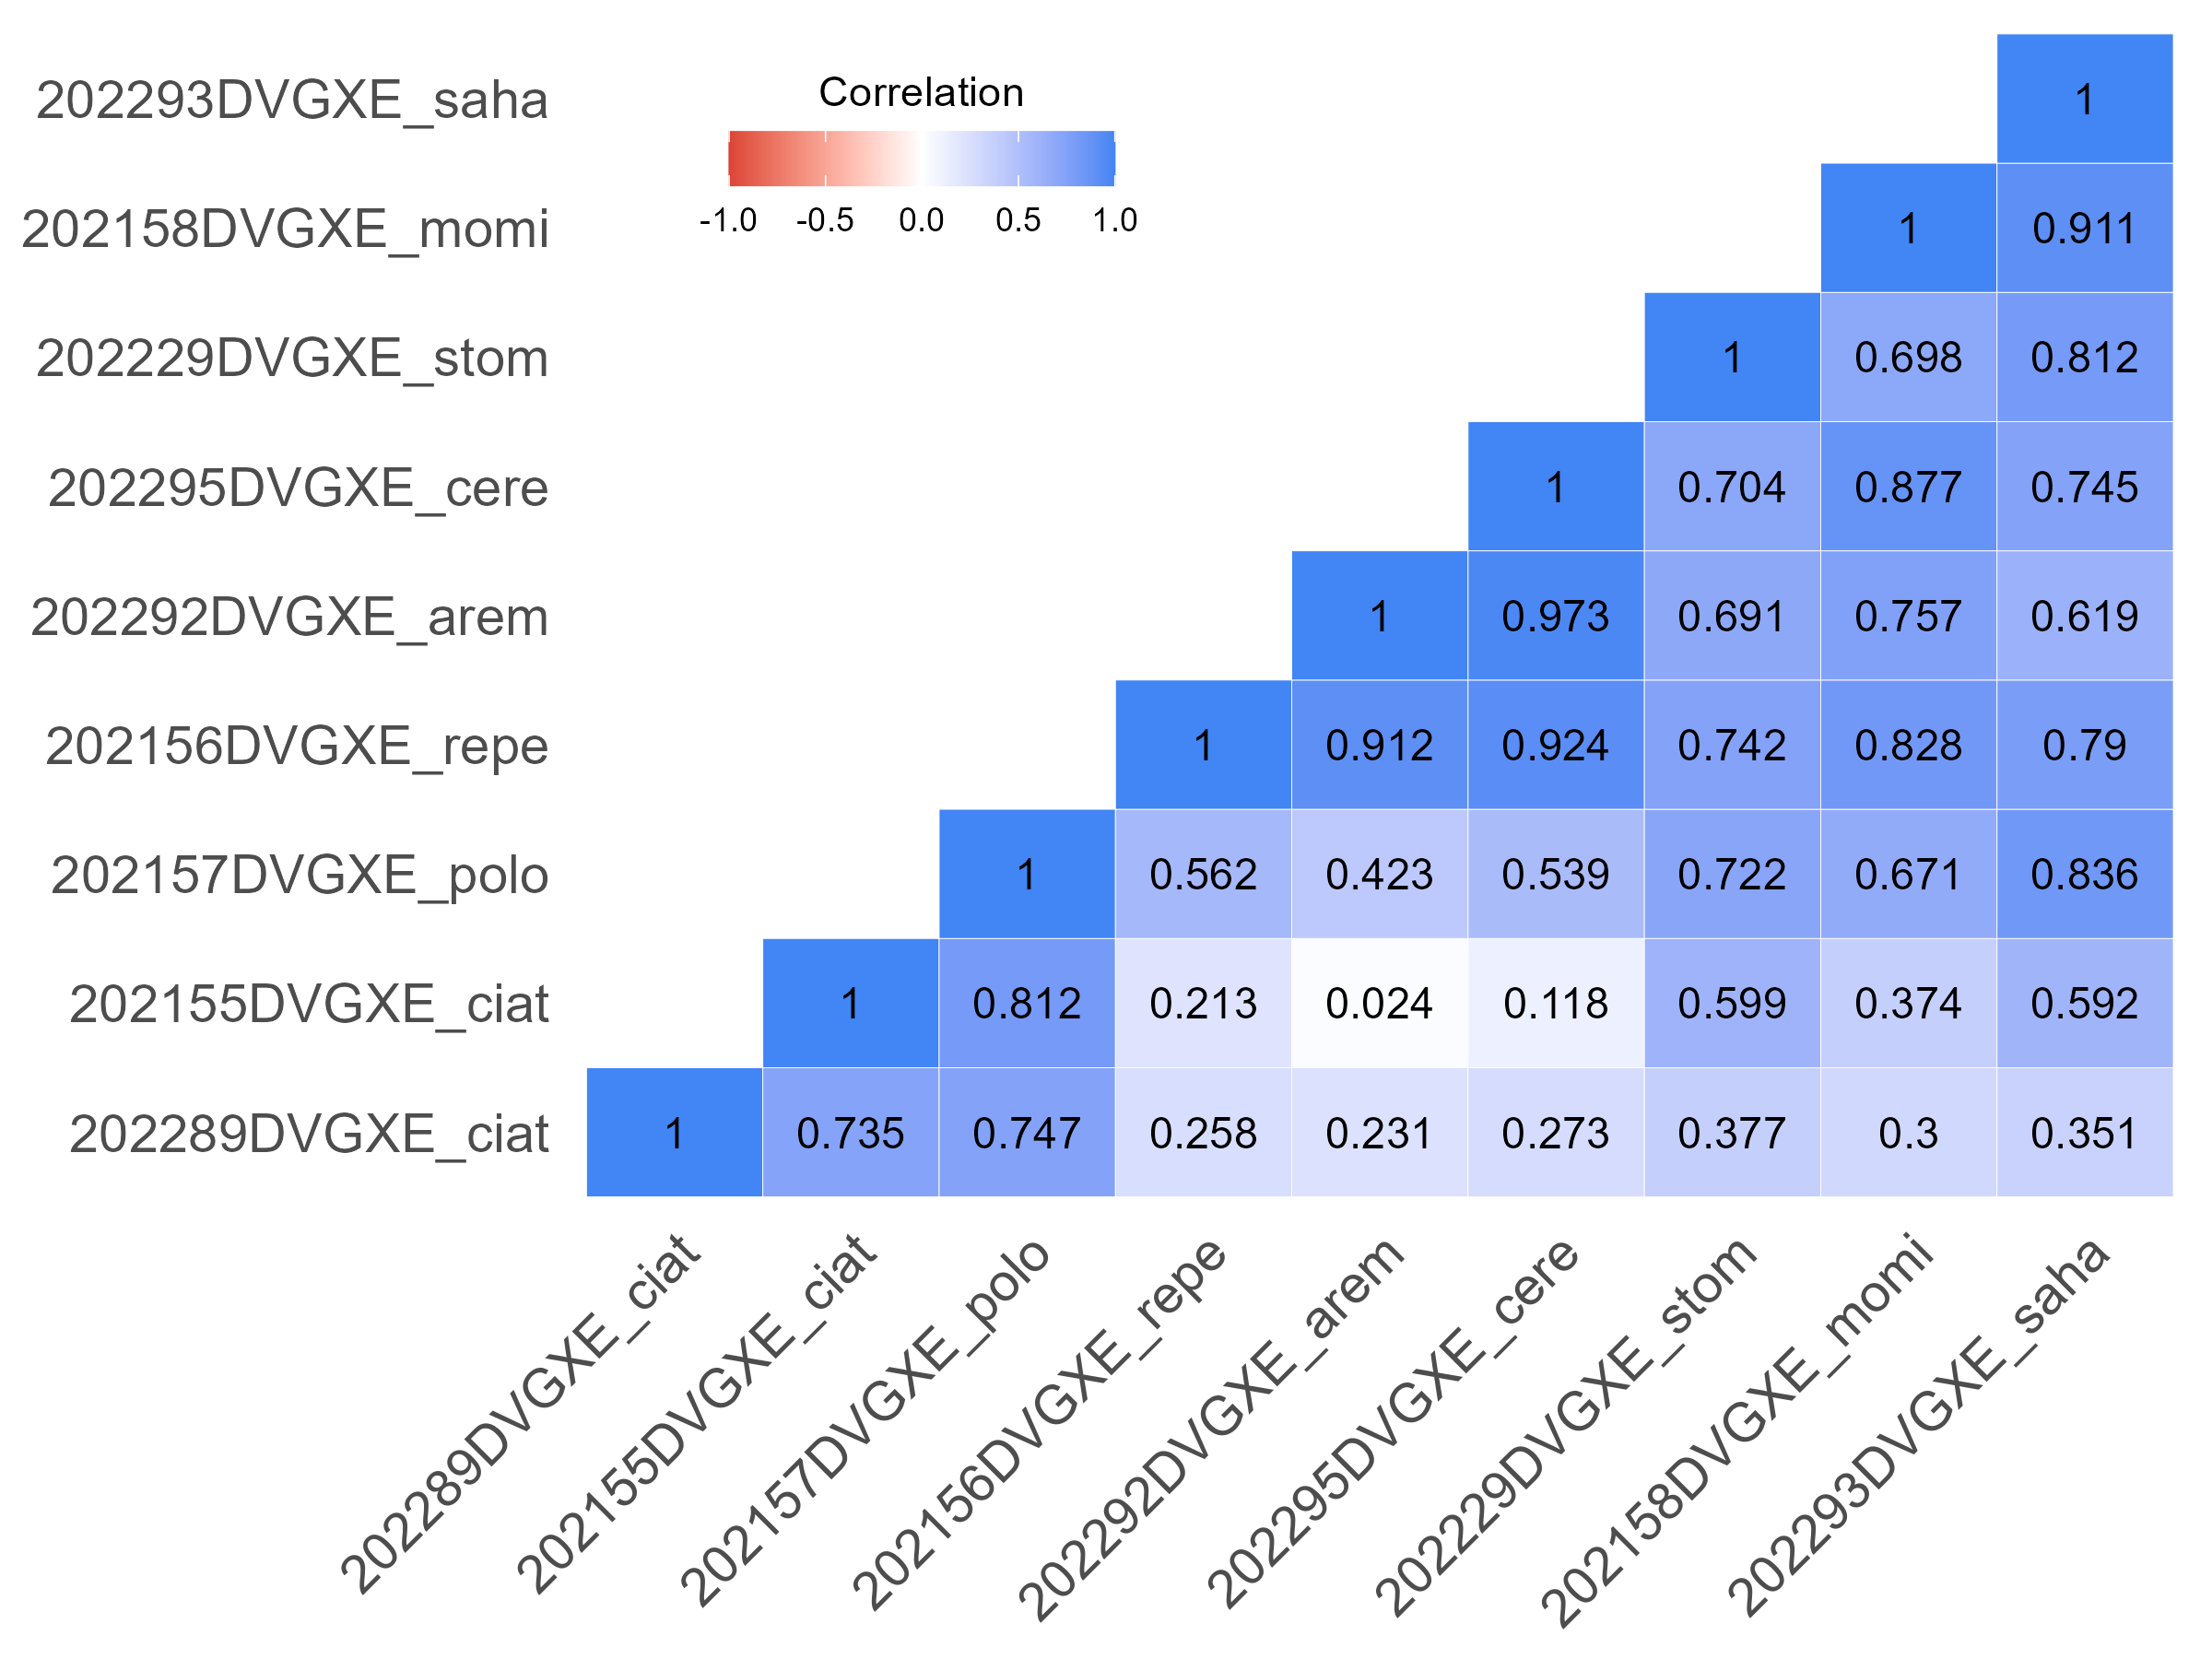 Correlation
-1.0 -0.5 0.0 0.5 1.0
202293DVGXE_saha 1
202158DVGXE_momi 1 0.911
202229DVGXE_stom 1 0.698 0.812
202295DVGXE_cere 1 0.704 0.877 0.745
202292DVGXE_arem 1 0.973 0.691 0.757 0.619
202156DVGXE_repe 1 0.912 0.924 0.742 0.828 0.79
202157DVGXE_polo 1 0.562 0.423 0.539 0.722 0.671 0.836
202155DVGXE_ciat 1 0.812 0.213 0.024 0.118 0.599 0.374 0.592
202289DVGXE_ciat 1 0.735 0.747 0.258 0.231 0.273 0.377 0.3 0.351
202289DVGXE_ciat
202155DVGXE_ciat
202157DVGXE_polo
202156DVGXE_repe
202292DVGXE_arem
202295DVGXE_cere
202229DVGXE_stom
202158DVGXE_momi
202293DVGXE_saha